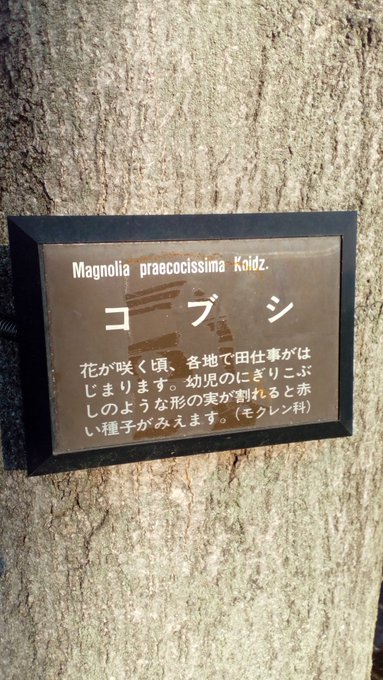 Magnolia praecocissima Koidz.
コブシ
花が咲く頃、各地で田仕事がは
じまります。幼児のにぎりこぶ
しのような形の実が割れると赤
い種子がみえます。(モクレン科)